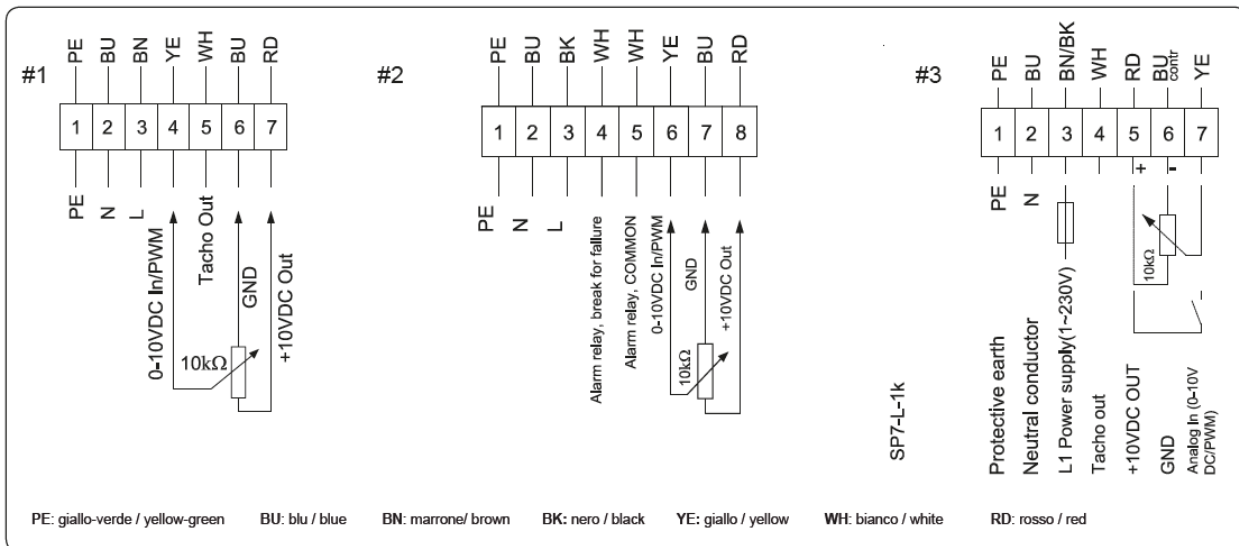 #1
PE
BU
BN
YE
WH
BU
RD
1 2 3 4 5 6 7
PE
N
L
0-10VDC In/PWM
Tacho Out
GND
+10VDC Out
10kΩ
#2
PE
BU
BK
WH
WH
YE
BU
RD
1 2 3 4 5 6 7 8
PE
N
L
Alarm relay, break for faIlure
Alarm relay, COMMON
0-10VDC In/PWM
GND
+10VDC Out
10kΩ
#3
PE
BU
BN/BK
WH
RD
BU
contr
YE
1 2 3 4 5 6 7
+ -
PE
N
10kΩ
SP7-L-1k
Protective earth
Neutral conductor
L1 Power supply(1~230V)
Tacho out
+10VDC OUT
GND
Analog In (0-10V
DC/PWM)
PE: giallo-verde / yellow-green BU: blu / blue BN: marrone/ brown BK: nero / black YE: giallo / yellow WH: bianco / white RD: rosso / red